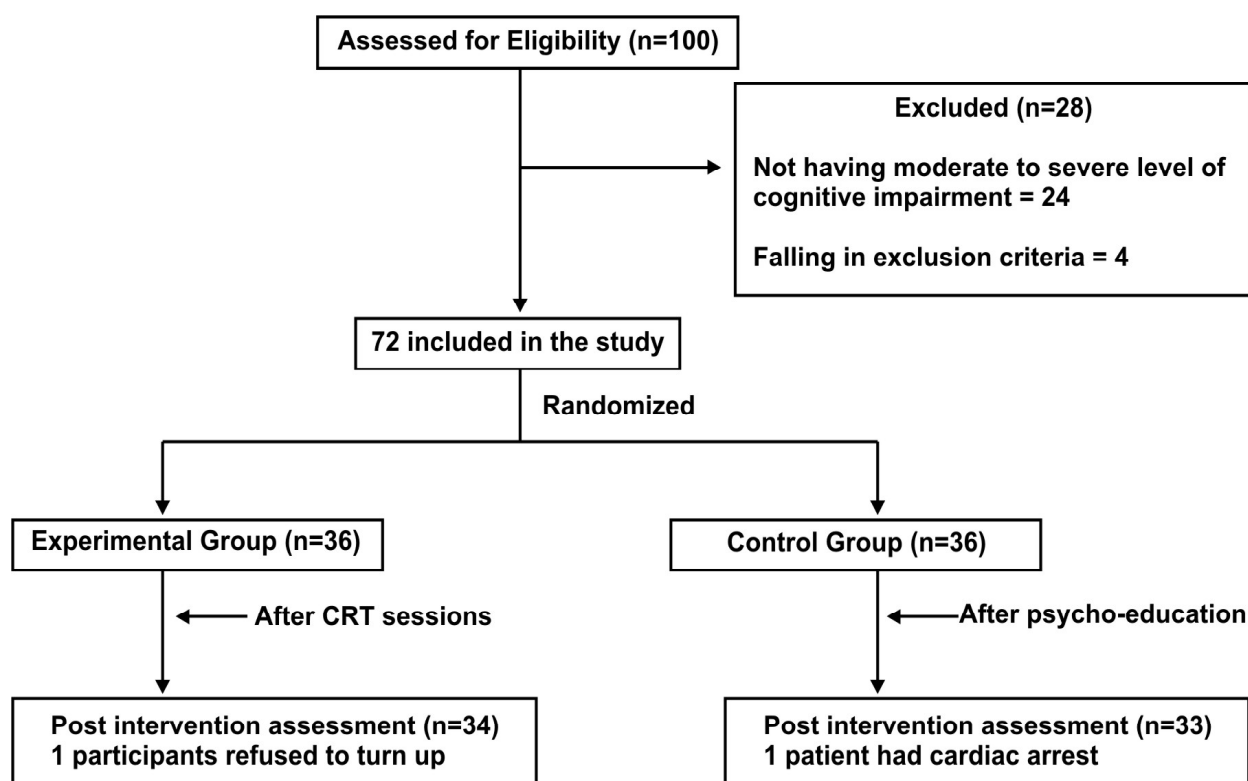 Assessed for Eligibility (n=100)
Excluded (n=28)
Not having moderate to severe level of
cognitive impairment = 24
Falling in exclusion criteria = 4
72 included in the study
Randomized
Experimental Group (n=36)
Control Group (n=36)
After CRT sessions
After psycho-education
Post intervention assessment (n=34)
1 participants refused to turn up
Post intervention assessment (n=33)
1 patient had cardiac arrest